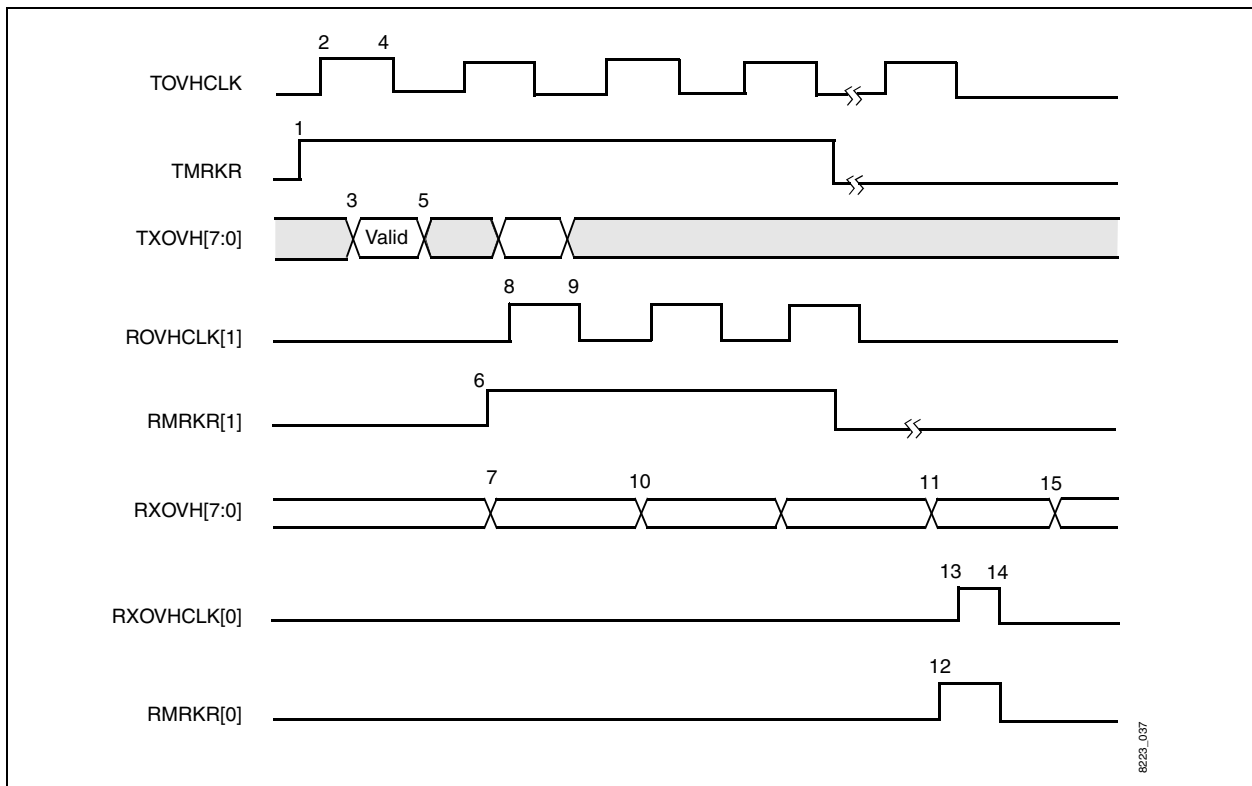 2 4
TOVHCLK
1
TMRKR
3 5
TXOVH[7:0] Valid
8 9
ROVHCLK[1]
6
RMRKR[1]
7 10 11 15
RXOVH[7:0]
13 14
RXOVHCLK[0]
12
RMRKR[0]
8223_037